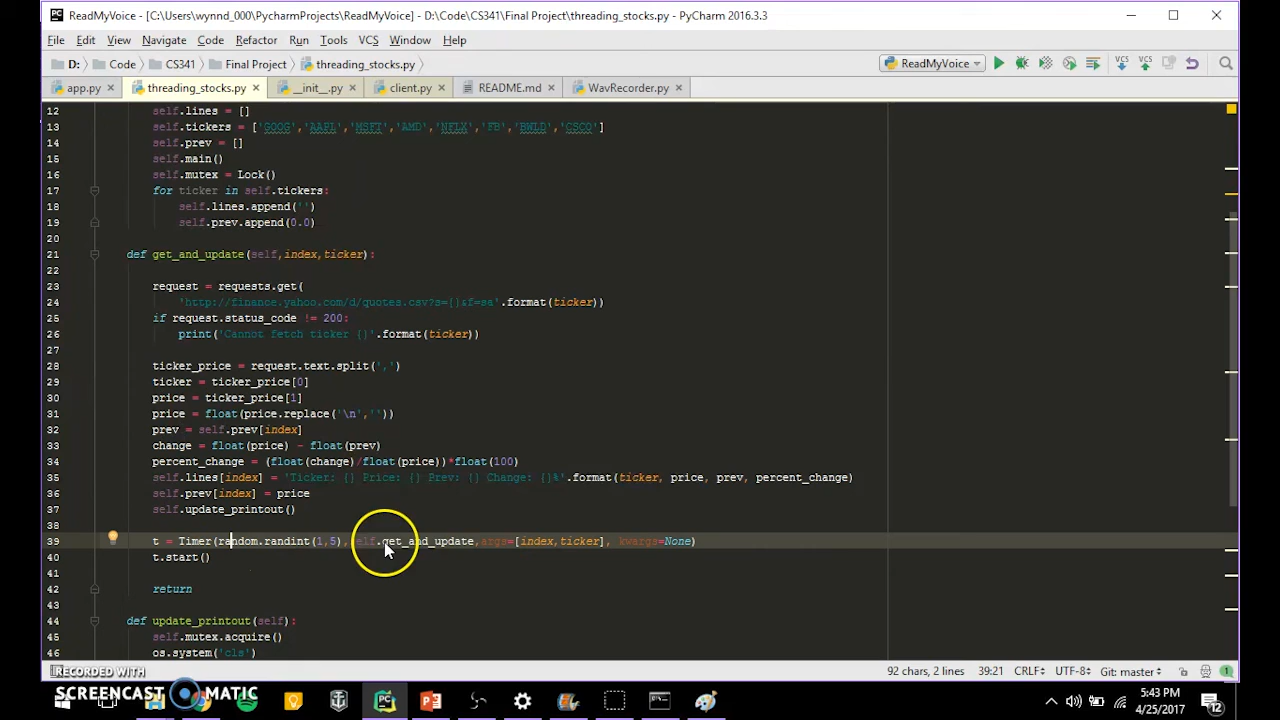 ReadMyVoice - [C:\Users\wynnd_000\PycharmProjects\ReadMyVoice] - D:\Code\CS341\Final Project\threading_stocks.py - PyCharm 2016.3.3
File Edit View Navigate Code Refactor Run Tools VCS Window Help
D: Code CS341 Final Project threading_stocks.py ReadMyVoice VCS VCS
app.py threading_stocks.py __init__.py client.py README.md WavRecorder.py
12 self.lines = []
13 self.tickers = ['GOOG','AAPL','MSFT','AMD','NFLX','FB','BWLD','CSCO']
14 self.prev = []
15 self.main()
16 self.mutex = Lock()
17 for ticker in self.tickers:
18 self.lines.append('')
19 self.prev.append(0.0)
20
21 def get_and_update(self,index,ticker):
22
23 request = requests.get(
24 'http://finance.yahoo.com/d/quotes.csv?s={}&f=sa'.format(ticker))
25 if request.status_code != 200:
26 print('Cannot fetch ticker {}'.format(ticker))
27
28 ticker_price = request.text.split(',')
29 ticker = ticker_price[0]
30 price = ticker_price[1]
31 price = float(price.replace('\n',''))
32 prev = self.prev[index]
33 change = float(price) - float(prev)
34 percent_change = (float(change)/float(price))*float(100)
35 self.lines[index] = 'Ticker: {} Price: {} Prev: {} Change: {}%'.format(ticker, price, prev, percent_change)
36 self.prev[index] = price
37 self.update_printout()
38
39 t = Timer(random.randint(1,5),self.get_and_update,args=[index,ticker], kwargs=None)
40 t.start()
41
42 return
43
44 def update_printout(self):
45 self.mutex.acquire()
46 os.system('cls')
92 chars, 2 lines 39:21 CRLF UTF-8 Git: master
RECORDED WITH
SCREENCAST MATIC
5:43 PM
4/25/2017
12